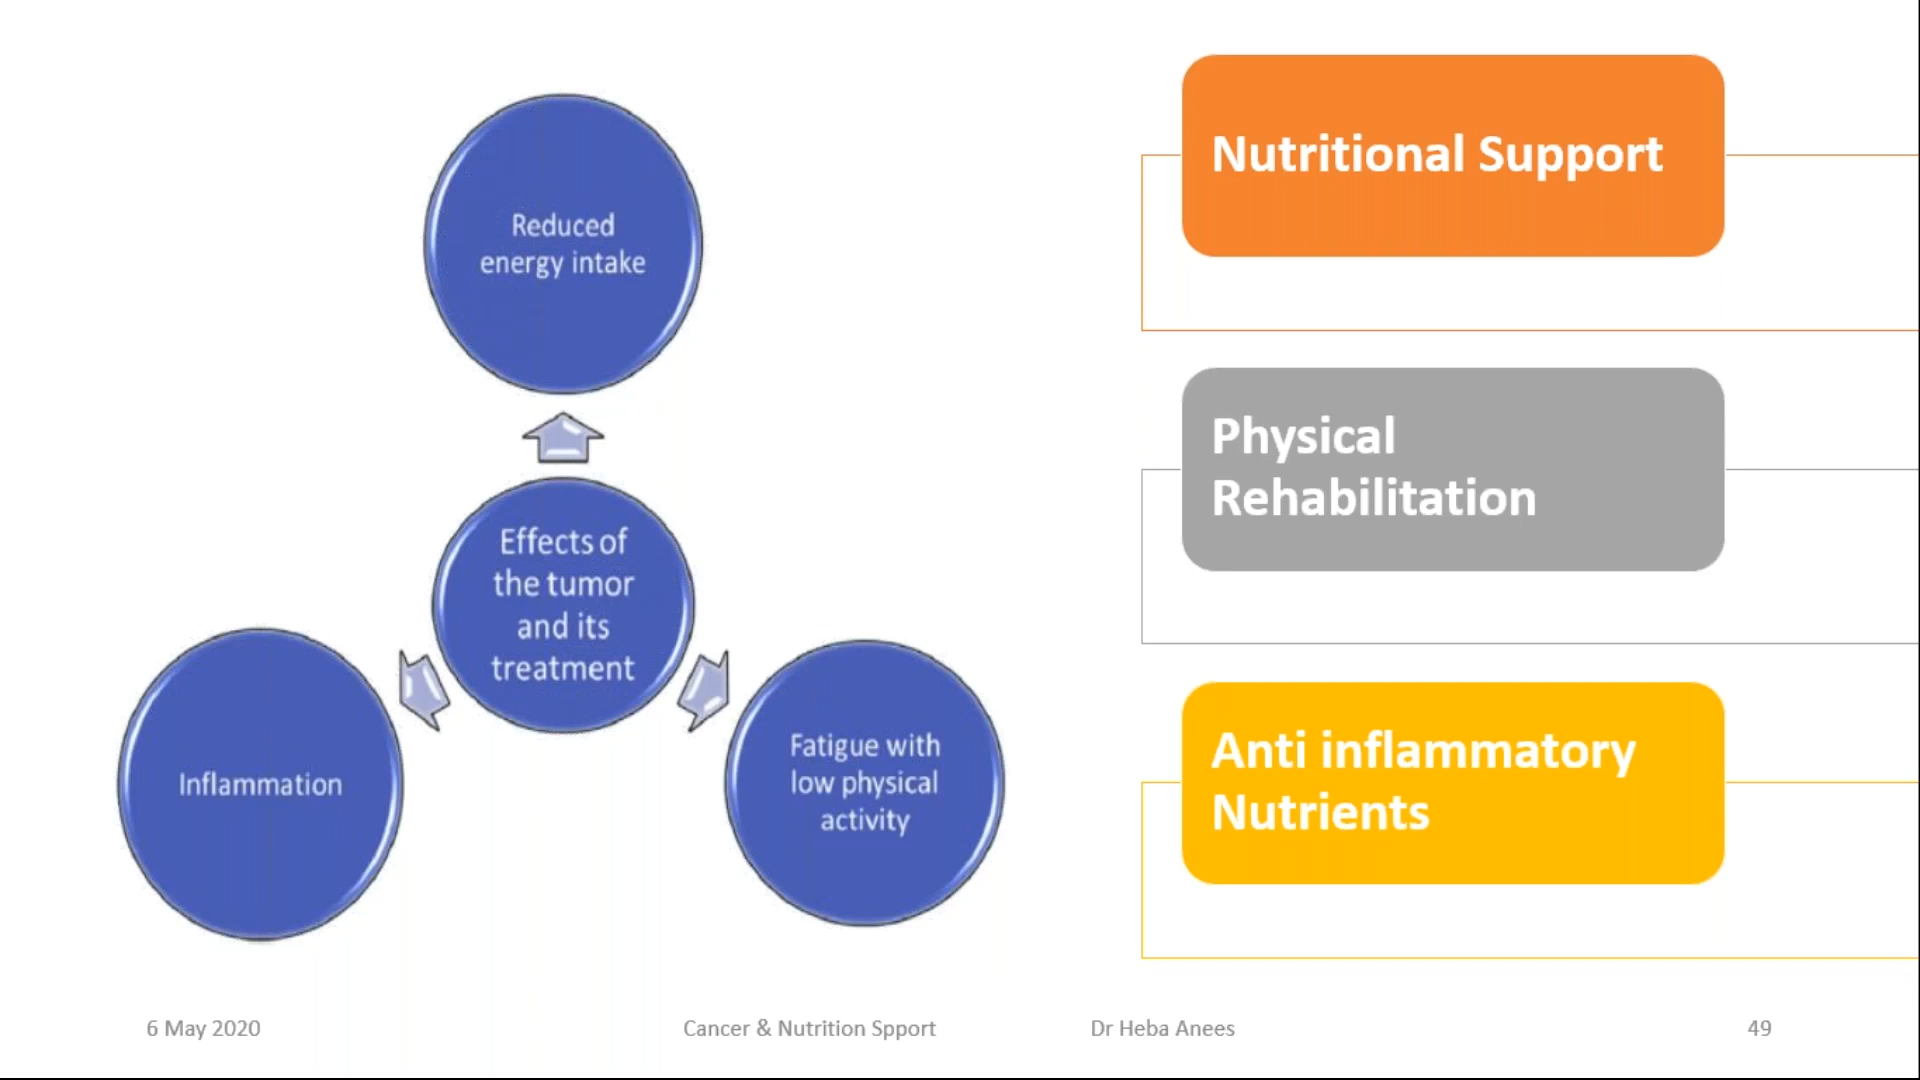 Reduced
energy intake
Effects of
the tumor
and its
treatment
Inflammation
Fatigue with
low physical
activity
Nutritional Support
Physical
Rehabilitation
Anti inflammatory
Nutrients
6 May 2020
Cancer & Nutrition Spport
Dr Heba Anees
49